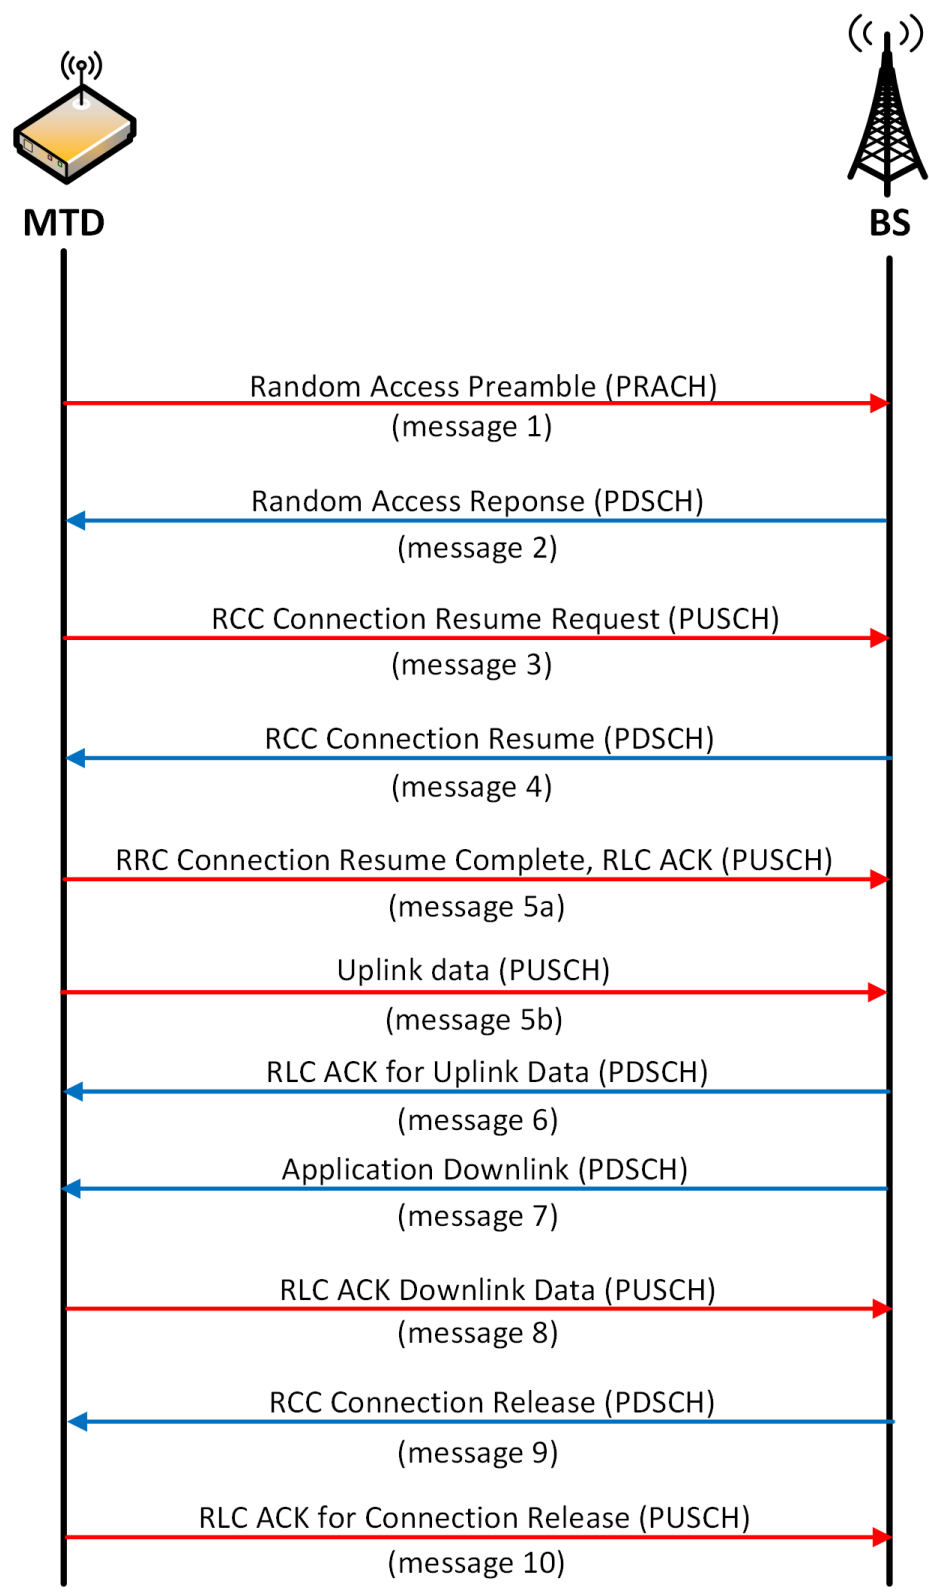 MTD
BS
Random Access Preamble (PRACH)
(message 1)
Random Access Reponse (PDSCH)
(message 2)
RCC Connection Resume Request (PUSCH)
(message 3)
RCC Connection Resume (PDSCH)
(message 4)
RRC Connection Resume Complete, RLC ACK (PUSCH)
(message 5a)
Uplink data (PUSCH)
(message 5b)
RLC ACK for Uplink Data (PDSCH)
(message 6)
Application Downlink (PDSCH)
(message 7)
RLC ACK Downlink Data (PUSCH)
(message 8)
RCC Connection Release (PDSCH)
(message 9)
RLC ACK for Connection Release (PUSCH)
(message 10)